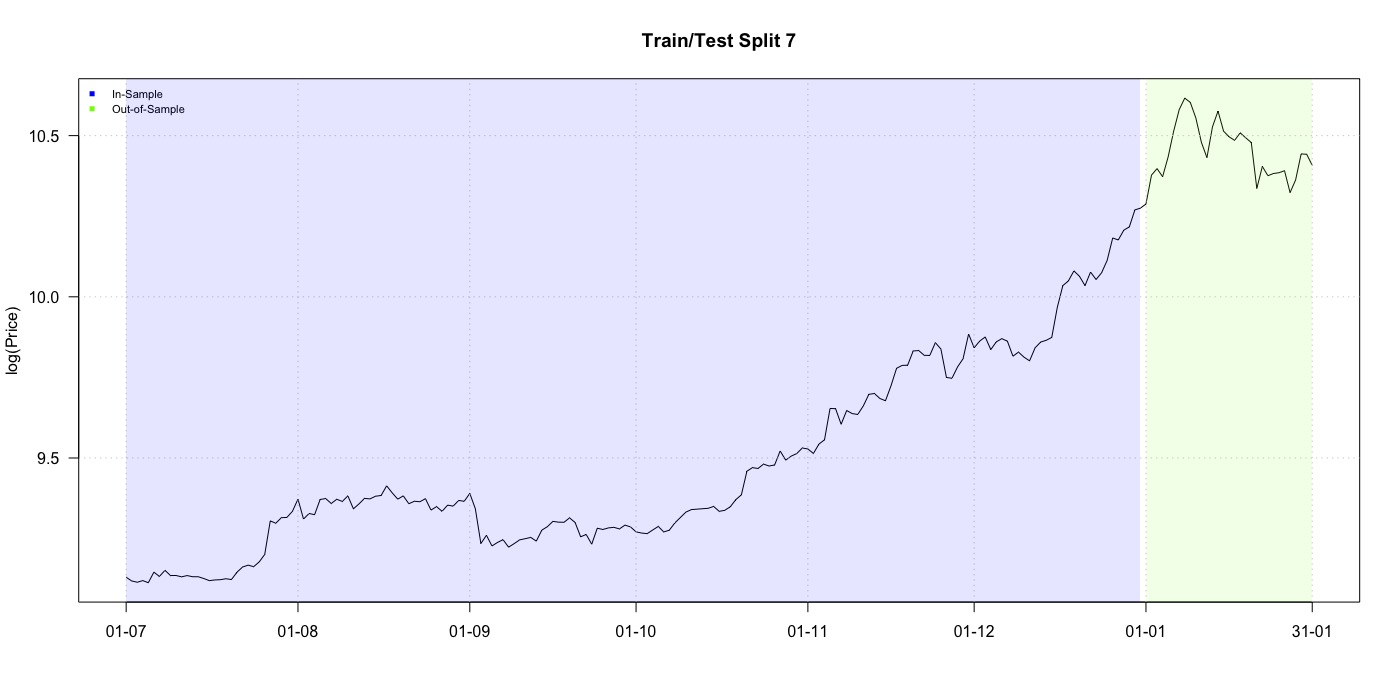 Train/Test Split 7
In-Sample
Out-of-Sample
10.5
10.0
9.5
log(Price)
01-07 01-08 01-09 01-10 01-11 01-12 01-01 31-01